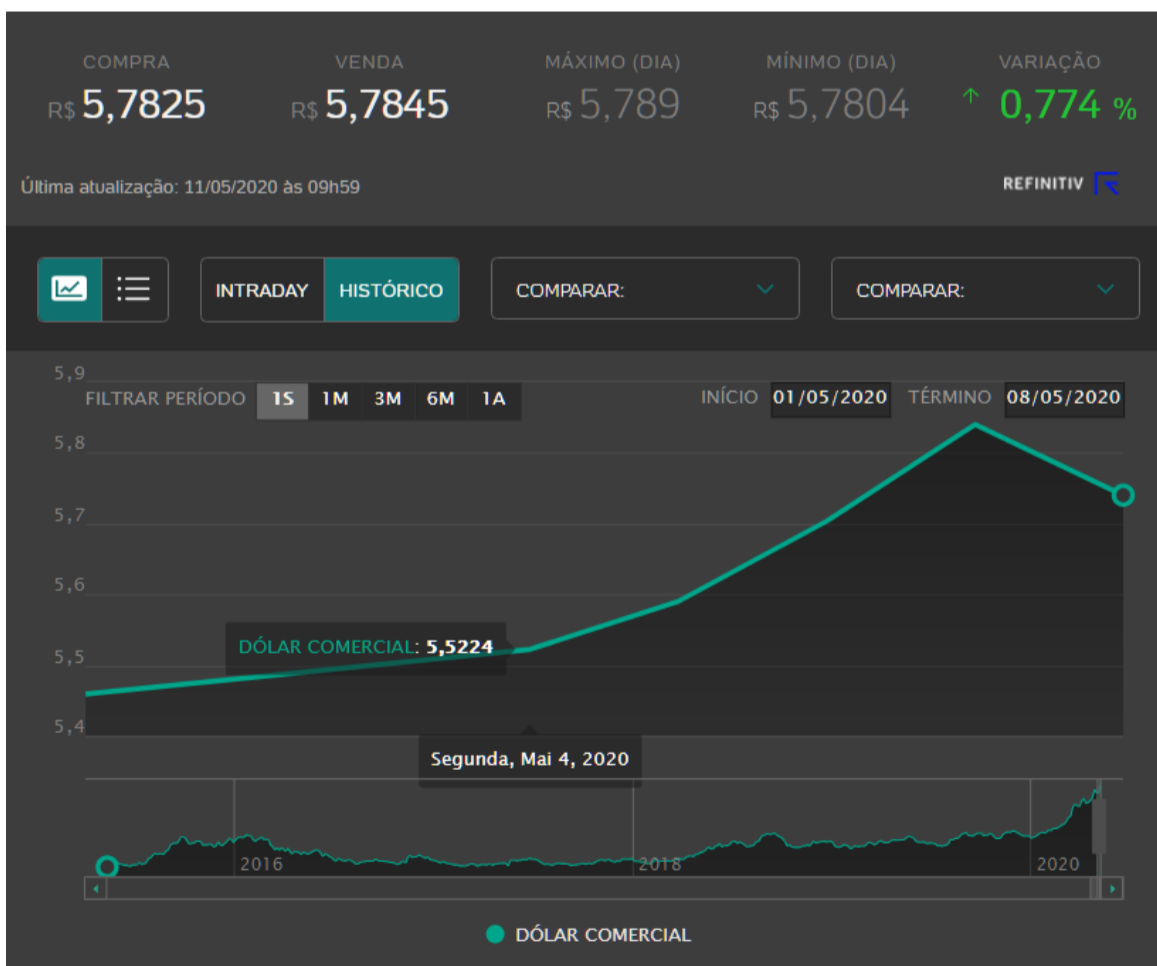 COMPRA VENDA MÁXIMO (DIA) MÍNIMO (DIA) VARIAÇÃO
R$ 5,7825 R$ 5,7845 R$ 5,789 R$ 5,7804 ↑ 0,774 %
Última atualização: 11/05/2020 às 09h59 REFINITIV
INTRADAY HISTÓRICO COMPARAR: COMPARAR:
5,9
FILTRAR PERÍODO 1S 1M 3M 6M 1A INÍCIO 01/05/2020 TÉRMINO 08/05/2020
5,8
5,7
5,6
DÓLAR COMERCIAL: 5,5224
5,5
5,4
Segunda, Mai 4, 2020
2016 2018 2020
DÓLAR COMERCIAL